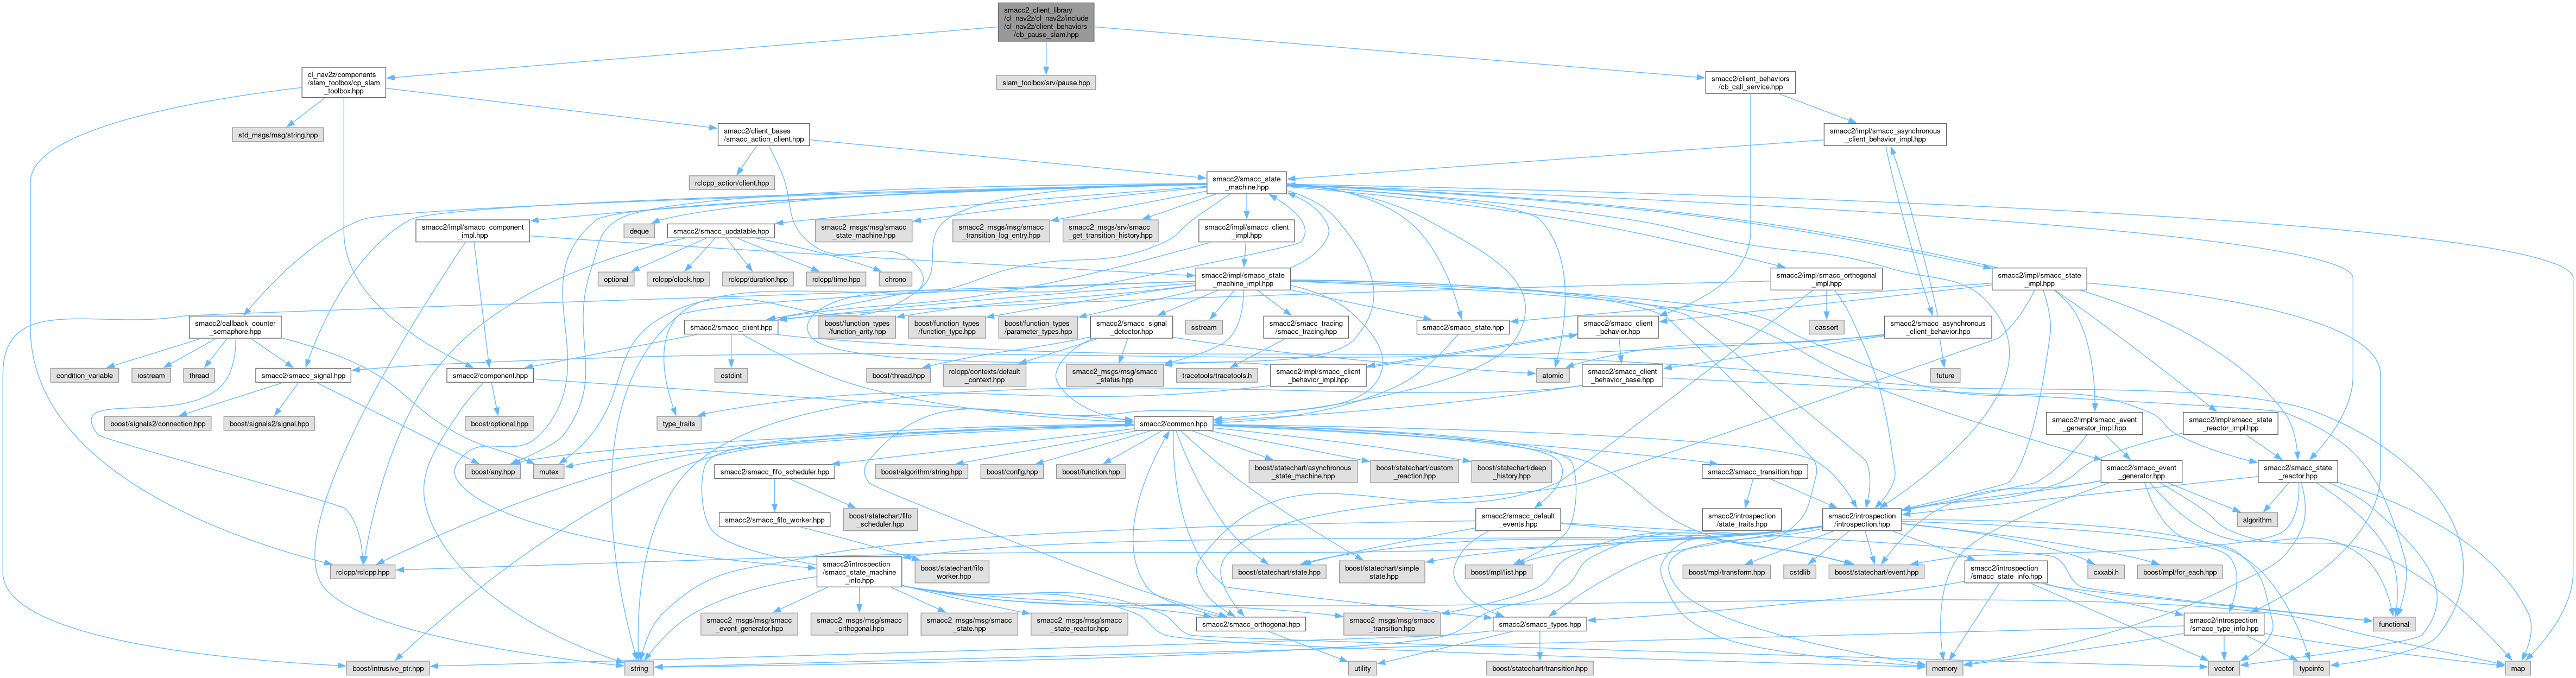 smacc2_client_library
/cl_nav2z/cl_nav2z/include
/cl_nav2z/client_behaviors
/cb_pause_slam.hpp
cl_nav2z/components
/slam_toolbox/cp_slam
_toolbox.hpp
slam_toolbox/srv/pause.hpp
smacc2/client_behaviors
/cb_call_service.hpp
std_msgs/msg/string.hpp
smacc2/client_bases
/smacc_action_client.hpp
smacc2/impl/smacc_asynchronous
_client_behavior_impl.hpp
rclcpp_action/client.hpp
smacc2/smacc_state
_machine.hpp
smacc2/impl/smacc_component
_impl.hpp
deque
smacc2/smacc_updatable.hpp
smacc2_msgs/msg/smacc
_state_machine.hpp
smacc2_msgs/msg/smacc
_transition_log_entry.hpp
smacc2_msgs/srv/smacc
_get_transition_history.hpp
smacc2/impl/smacc_client
_impl.hpp
optional
rclcpp/clock.hpp
rclcpp/duration.hpp
rclcpp/time.hpp
chrono
smacc2/impl/smacc_state
_machine_impl.hpp
smacc2/impl/smacc_orthogonal
_impl.hpp
smacc2/impl/smacc_state
_impl.hpp
smacc2/callback_counter
_semaphore.hpp
smacc2/smacc_client.hpp
boost/function_types
/function_arity.hpp
boost/function_types
/function_type.hpp
boost/function_types
/parameter_types.hpp
smacc2/smacc_signal
_detector.hpp
sstream
smacc2/smacc_tracing
/smacc_tracing.hpp
smacc2/smacc_state.hpp
smacc2/smacc_client
_behavior.hpp
cassert
smacc2/smacc_asynchronous
_client_behavior.hpp
condition_variable
iostream
thread
smacc2/smacc_signal.hpp
smacc2/component.hpp
cstdint
boost/thread.hpp
rclcpp/contexts/default
_context.hpp
smacc2_msgs/msg/smacc
_status.hpp
tracetools/tracetools.h
smacc2/impl/smacc_client
_behavior_impl.hpp
atomic
smacc2/smacc_client
_behavior_base.hpp
future
boost/signals2/connection.hpp
boost/signals2/signal.hpp
boost/optional.hpp
type_traits
smacc2/common.hpp
smacc2/impl/smacc_event
_generator_impl.hpp
smacc2/impl/smacc_state
_reactor_impl.hpp
boost/any.hpp
mutex
smacc2/smacc_fifo_scheduler.hpp
boost/algorithm/string.hpp
boost/config.hpp
boost/function.hpp
boost/statechart/asynchronous
_state_machine.hpp
boost/statechart/custom
_reaction.hpp
boost/statechart/deep
_history.hpp
smacc2/smacc_transition.hpp
smacc2/smacc_event
_generator.hpp
smacc2/smacc_state
_reactor.hpp
smacc2/smacc_fifo_worker.hpp
boost/statechart/fifo
_scheduler.hpp
smacc2/smacc_default
_events.hpp
smacc2/introspection
/state_traits.hpp
smacc2/introspection
/introspection.hpp
algorithm
rclcpp/rclcpp.hpp
smacc2/introspection
/smacc_state_machine
_info.hpp
boost/statechart/fifo
_worker.hpp
boost/statechart/state.hpp
boost/statechart/simple
_state.hpp
boost/mpl/list.hpp
boost/mpl/transform.hpp
cstdlib
boost/statechart/event.hpp
smacc2/introspection
/smacc_state_info.hpp
cxxabi.h
boost/mpl/for_each.hpp
smacc2_msgs/msg/smacc
_event_generator.hpp
smacc2_msgs/msg/smacc
_orthogonal.hpp
smacc2_msgs/msg/smacc
_state.hpp
smacc2_msgs/msg/smacc
_state_reactor.hpp
smacc2/smacc_orthogonal.hpp
smacc2_msgs/msg/smacc
_transition.hpp
smacc2/smacc_types.hpp
smacc2/introspection
/smacc_type_info.hpp
functional
boost/intrusive_ptr.hpp
string
utility
boost/statechart/transition.hpp
memory
vector
typeinfo
map